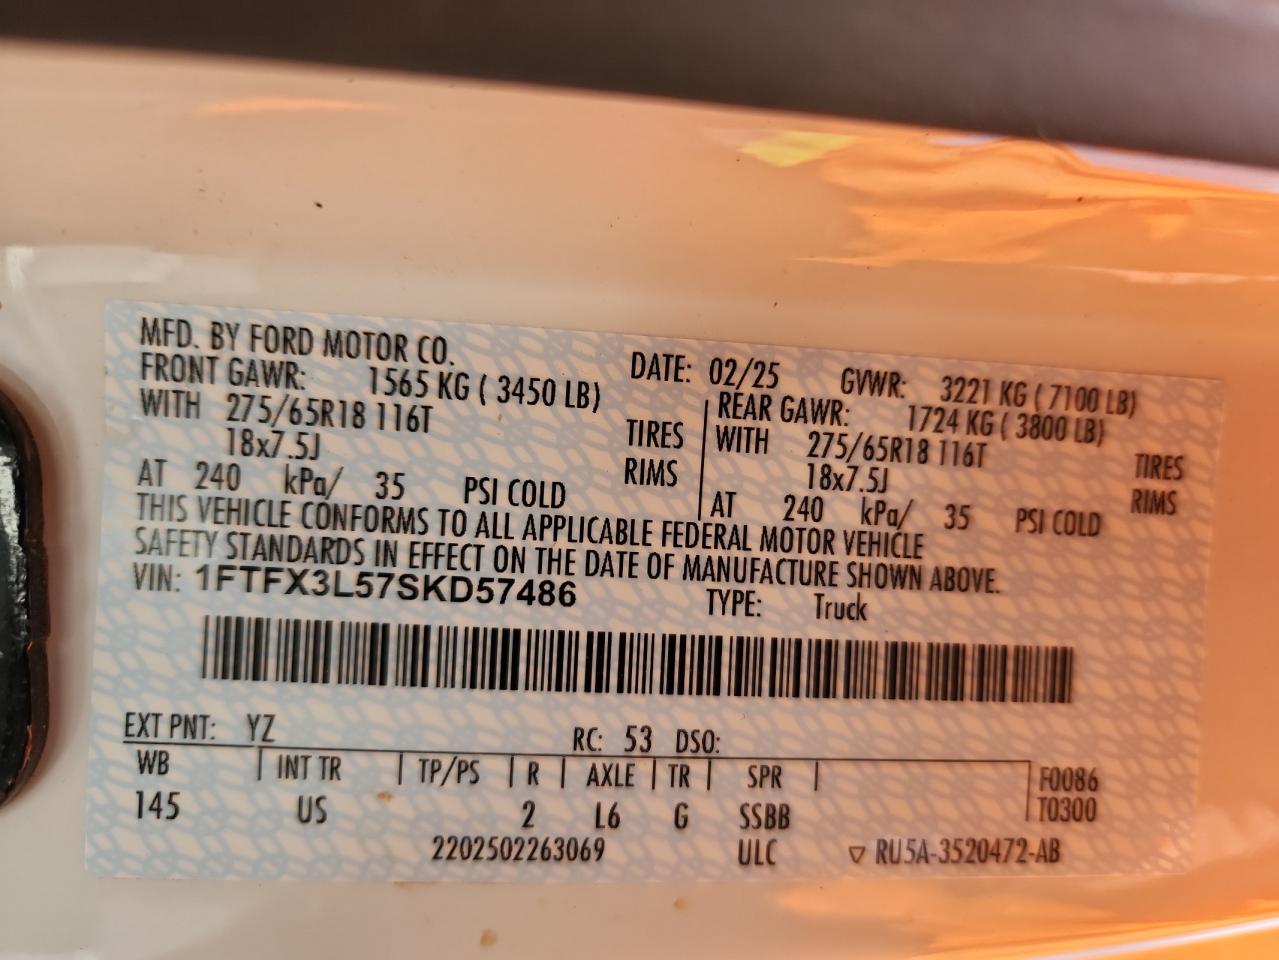 MFD. BY FORD MOTOR CO.
DATE: 02/25 GVWR: 3221 KG ( 7100 LB)
FRONT GAWR: 1565 KG ( 3450 LB)
WITH 275/65R18 116T TIRES
18x7.5J RIMS
AT 240 kPa/ 35 PSI COLD
REAR GAWR: 1724 KG ( 3800 LB)
WITH 275/65R18 116T TIRES
18x7.5J RIMS
AT 240 kPa/ 35 PSI COLD
THIS VEHICLE CONFORMS TO ALL APPLICABLE FEDERAL MOTOR VEHICLE
SAFETY STANDARDS IN EFFECT ON THE DATE OF MANUFACTURE SHOWN ABOVE.
VIN: 1FTFX3L57SKD57486 TYPE: Truck
EXT PNT: YZ RC: 53 DSO:
WB INT TR TP/PS R AXLE TR SPR F0086
145 US 2 L6 G SSBB T0300
2202502263069 ULC ▽ RU5A-3520472-AB